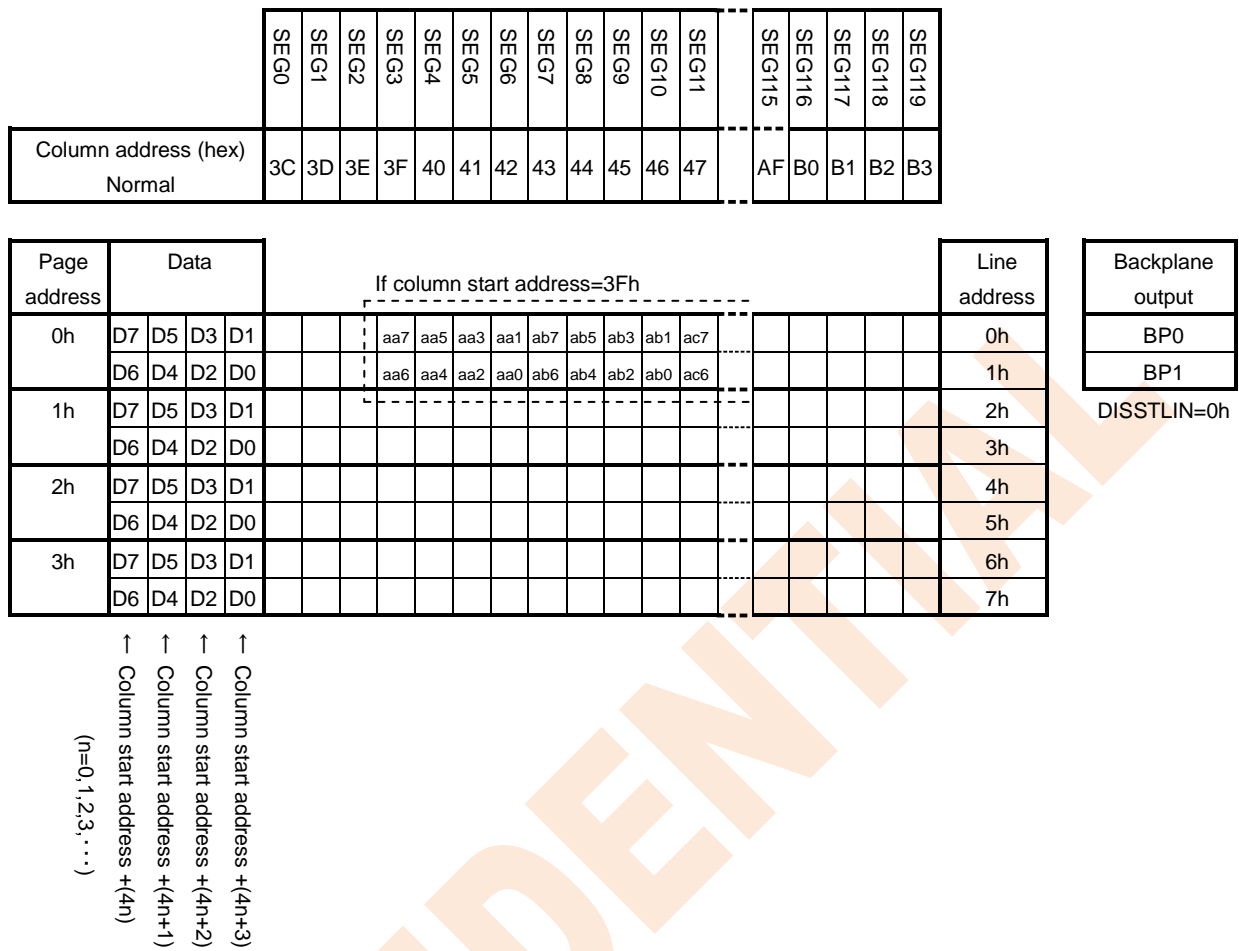 SEG0 SEG1 SEG2 SEG3 SEG4 SEG5 SEG6 SEG7 SEG8 SEG9 SEG10 SEG11 SEG115 SEG116 SEG117 SEG118 SEG119
Column address (hex)
Normal
3C 3D 3E 3F 40 41 42 43 44 45 46 47 AF B0 B1 B2 B3
Page address
Data
If column start address=3Fh
Line address
Backplane output
0h D7 D5 D3 D1 aa7 aa5 aa3 aa1 ab7 ab5 ab3 ab1 ac7 0h BP0
D6 D4 D2 D0 aa6 aa4 aa2 aa0 ab6 ab4 ab2 ab0 ac6 1h BP1
1h D7 D5 D3 D1 2h DISSTLIN=0h
D6 D4 D2 D0 3h
2h D7 D5 D3 D1 4h
D6 D4 D2 D0 5h
3h D7 D5 D3 D1 6h
D6 D4 D2 D0 7h
← Column start address +(4n+3)
← Column start address +(4n+2)
← Column start address +(4n+1)
← Column start address +(4n)
(n=0,1,2,3,･･･)
IDENTIAL